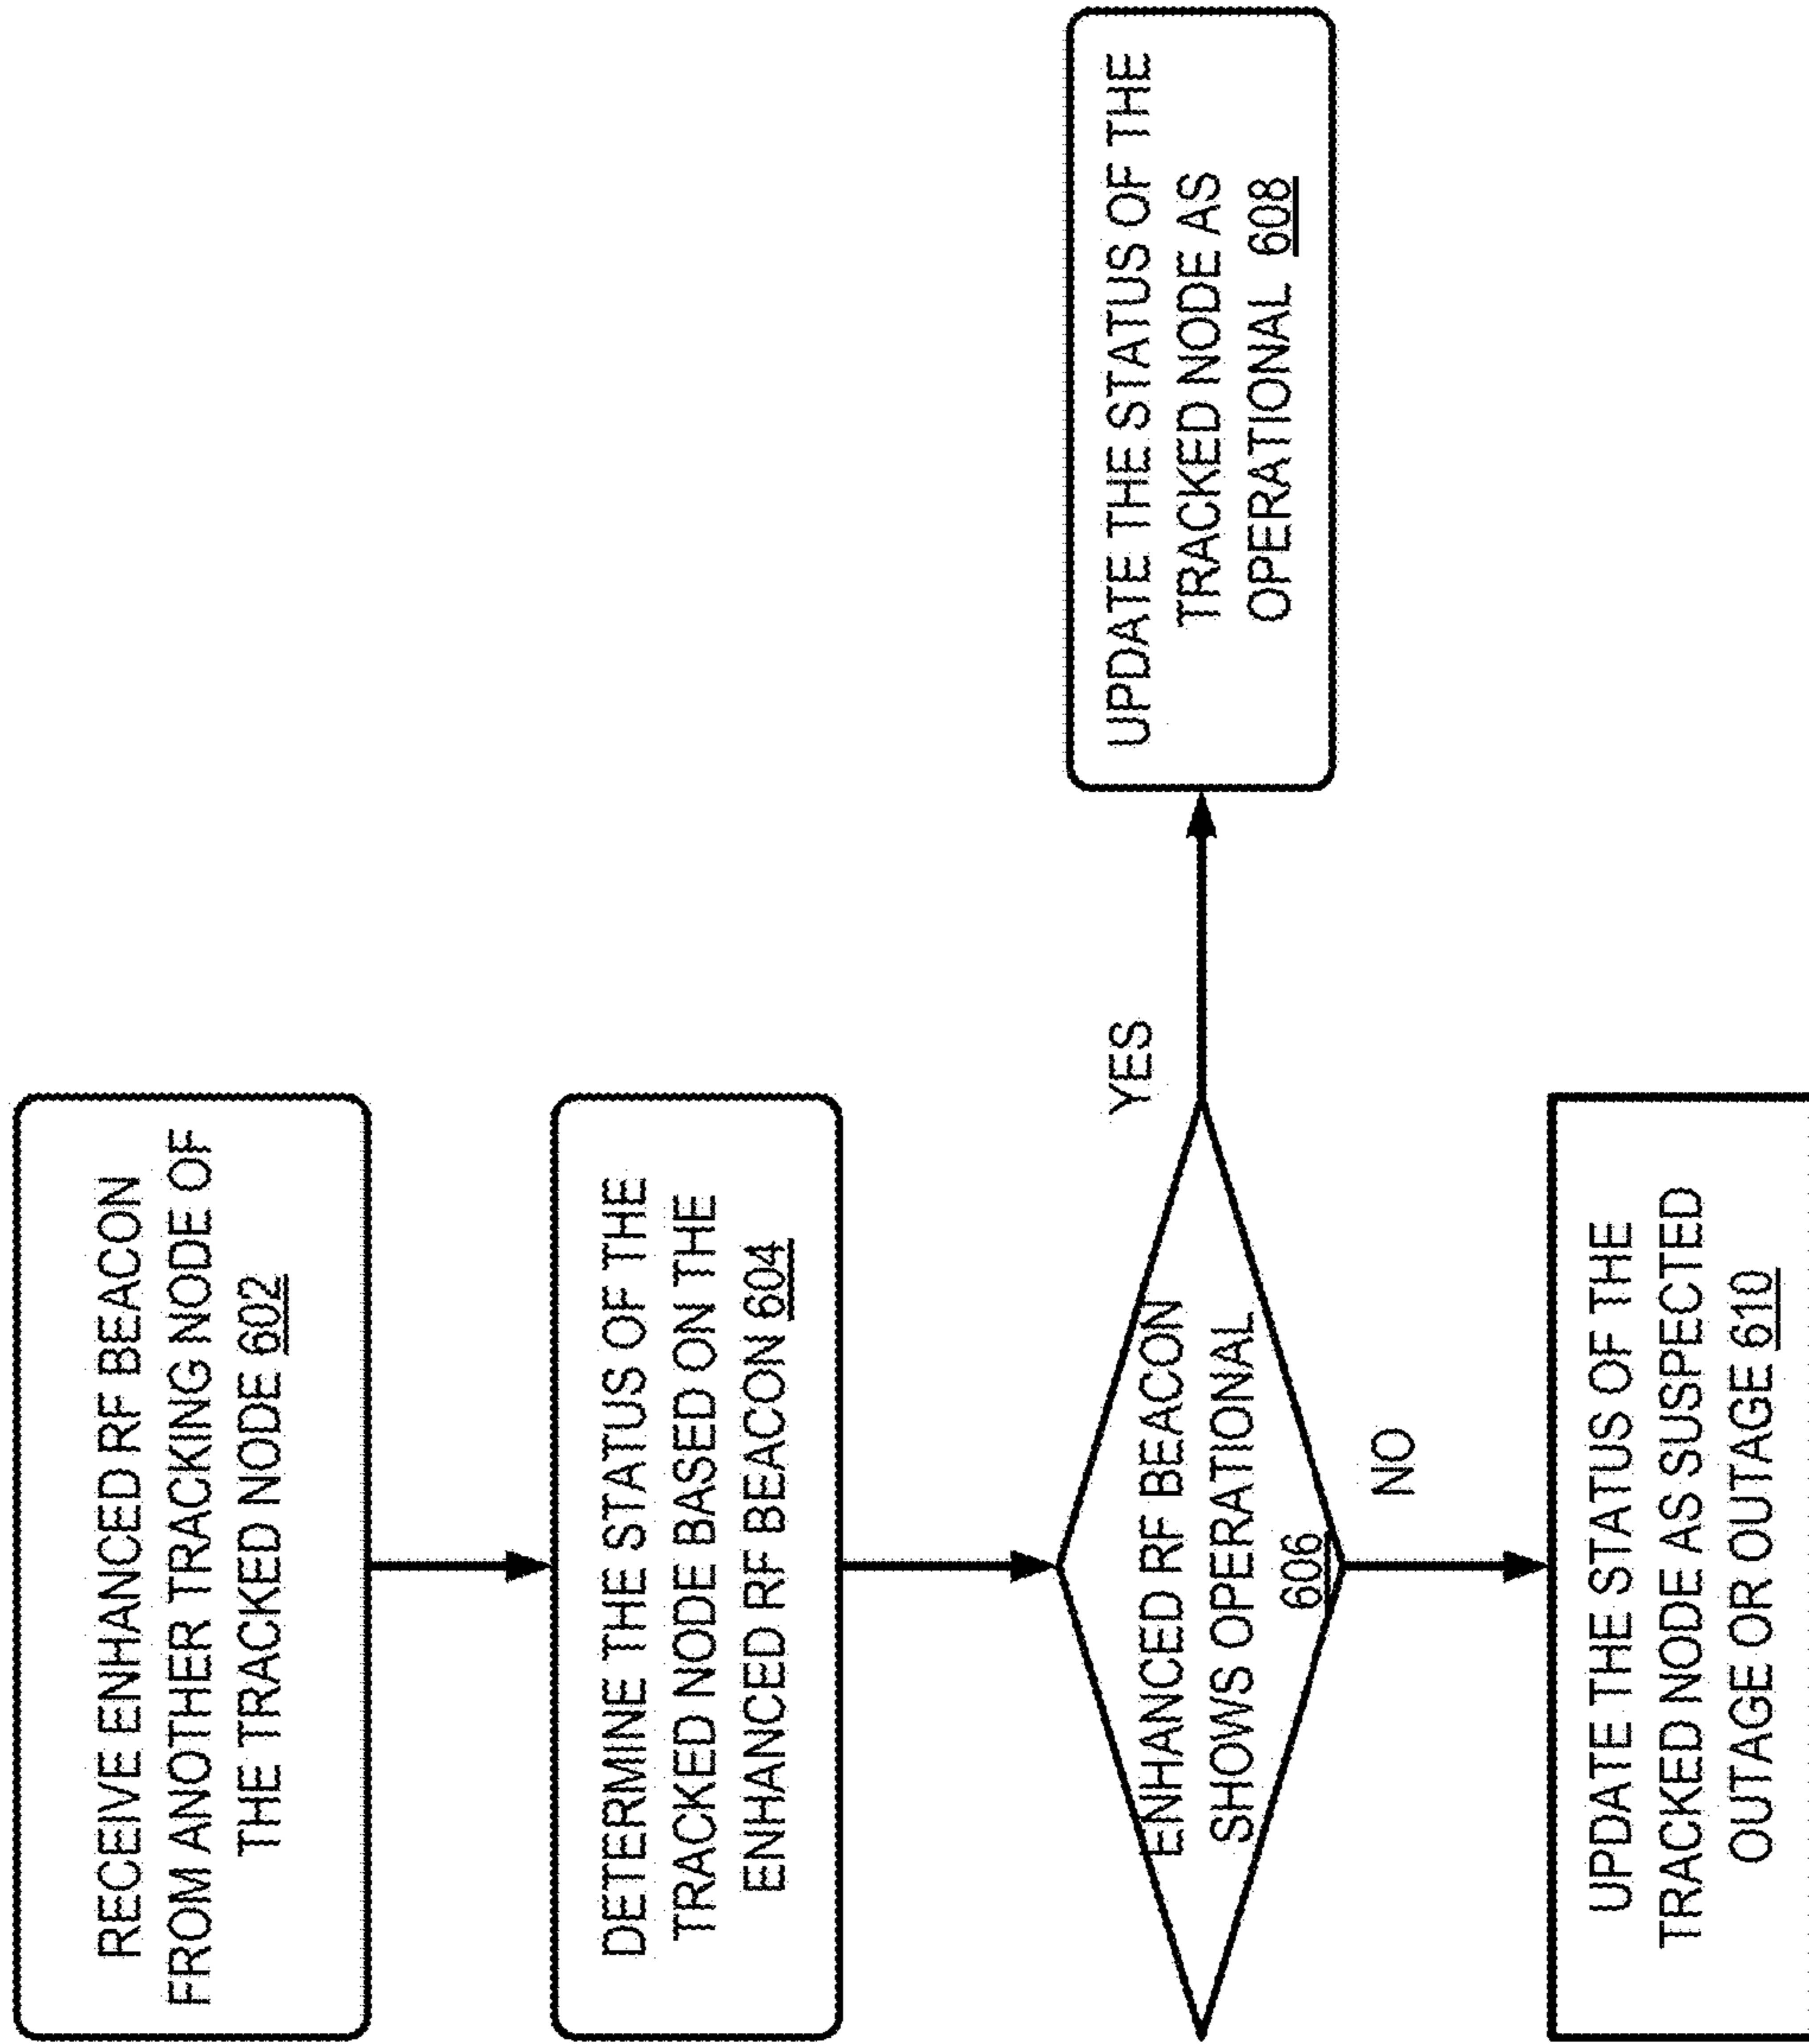 RECEIVE ENHANCED RF BEACON
FROM ANOTHER TRACKING NODE OF
THE TRACKED NODE 602
DETERMINE THE STATUS OF THE
TRACKED NODE BASED ON THE
ENHANCED RF BEACON 604
ENHANCED RF BEACON
SHOWS OPERATIONAL
606
YES
UPDATE THE STATUS OF THE
TRACKED NODE AS
OPERATIONAL 608
NO
UPDATE THE STATUS OF THE
TRACKED NODE AS SUSPECTED
OUTAGE OR OUTAGE 610